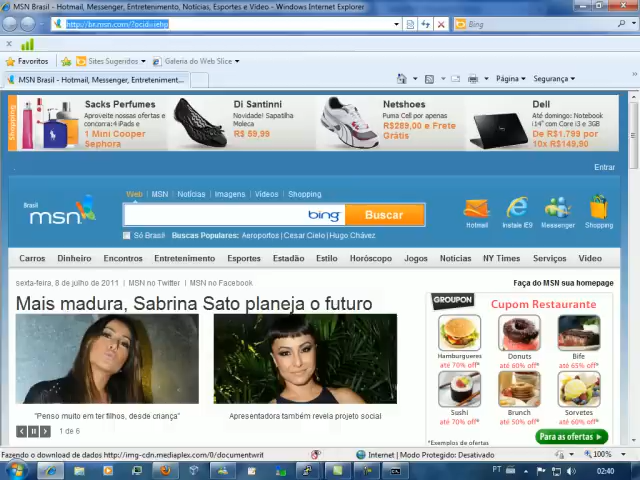 MSN Brasil - Hotmail, Messenger, Entretenimento, Notícias, Esportes e Vídeo - Windows Internet Explorer
http://br.msn.com/?ocid=iehp
Bing
Favoritos
Sites Sugeridos
Galeria do Web Slice
MSN Brasil - Hotmail, Messenger, Entreteniment...
Página
Segurança
Shopping
Sacks Perfumes
Aproveite nossas ofertas e concorra:4 iPads e
1 Mini Cooper Sephora
Di Santinni
Novidade! Sapatilha Moleca
R$ 59,99
Netshoes
Puma Cell por apenas
R$289,00 e Frete Grátis
Dell
Até domingo: Notebook i14" com Core i3 e 3GB
De R$1.799 por 10x R$149,90
Entrar
Brasil
msn
Web | MSN | Notícias | Imagens | Vídeos | Shopping
bing
Buscar
Só Brasil
Buscas Populares: Aeroportos | Cesar Cielo | Hugo Chávez
Hotmail
Instale IE9
Messenger
Shopping
Carros Dinheiro Encontros Entretenimento Esportes Estadão Estilo Horóscopo Jogos Notícias NY Times Serviços Vídeo
sexta-feira, 8 de julho de 2011 | MSN no Twitter | MSN no Facebook
Faça do MSN sua homepage
Mais madura, Sabrina Sato planeja o futuro
"Penso muito em ter filhos, desde criança"
Apresentadora também revela projeto social
1 de 6
GROUPON
Cupom Restaurante
Hamburgueres
até 70% off*
Donuts
até 60% off*
Bife
até 65% off*
Sushi
até 70% off*
Brunch
até 50% off*
Sorvetes
até 60% off*
*Exemplos de ofertas
Para as ofertas
Fazendo o download de dados http://img-cdn.mediaplex.com/0/documentwrit
Internet | Modo Protegido: Desativado
100%
PT
02:40